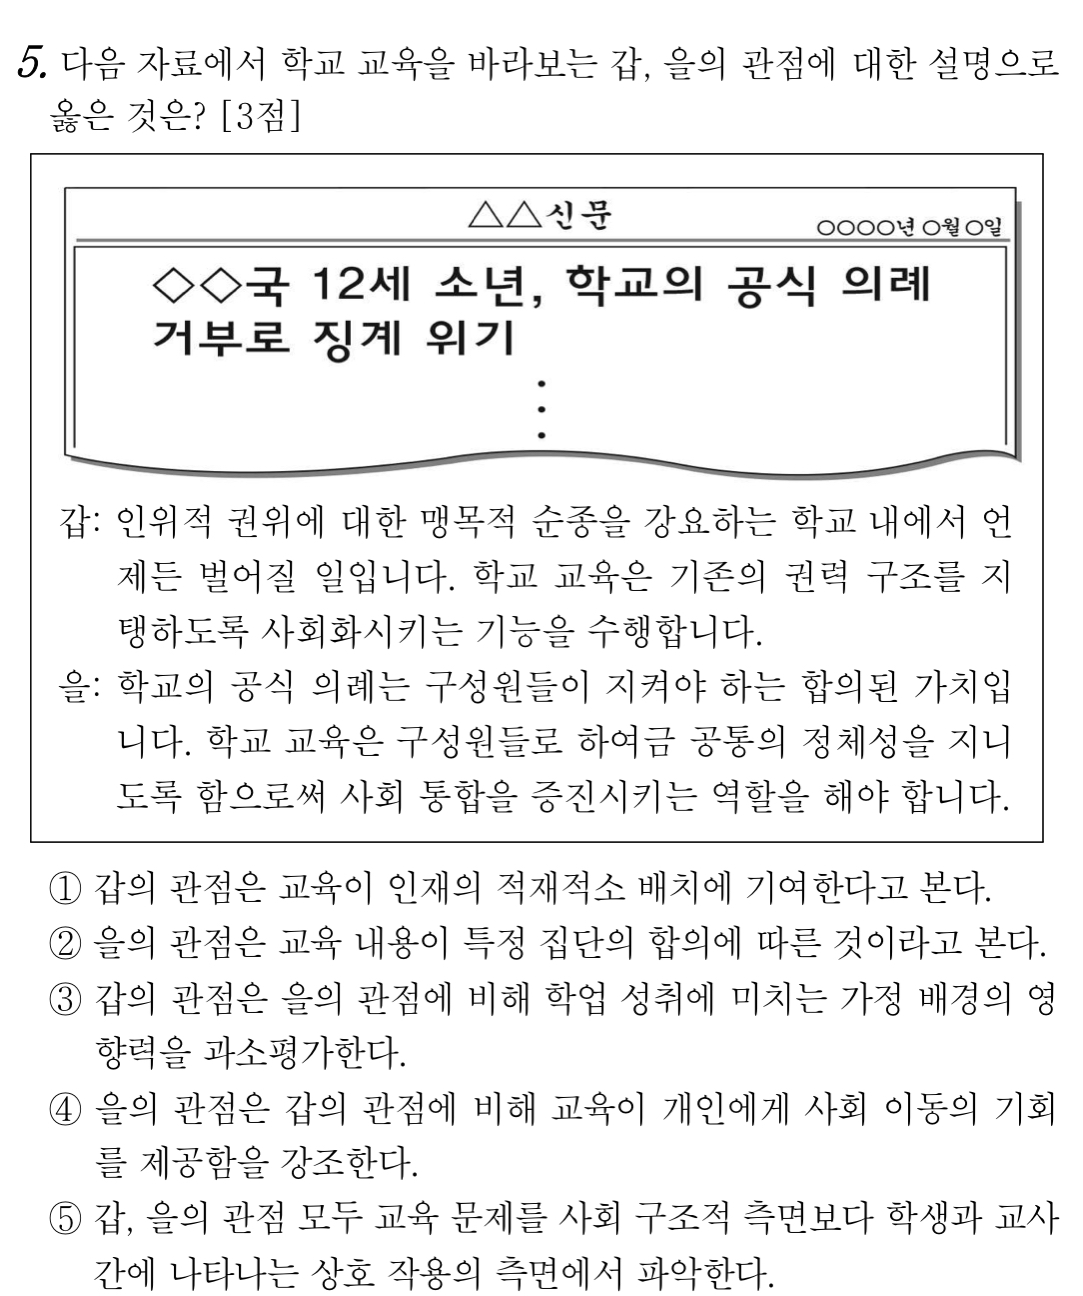 5. 다음 자료에서 학교 교육을 바라보는 갑, 을의 관점에 대한 설명으로
옳은 것은? [3점]
△△신문
○○○○년 ○월 ○일
◇◇국 12세 소년, 학교의 공식 의례
거부로 징계 위기
⋮
갑: 인위적 권위에 대한 맹목적 순종을 강요하는 학교 내에서 언
제든 벌어질 일입니다. 학교 교육은 기존의 권력 구조를 지
탱하도록 사회화시키는 기능을 수행합니다.
을: 학교의 공식 의례는 구성원들이 지켜야 하는 합의된 가치입
니다. 학교 교육은 구성원들로 하여금 공통의 정체성을 지니
도록 함으로써 사회 통합을 증진시키는 역할을 해야 합니다.
① 갑의 관점은 교육이 인재의 적재적소 배치에 기여한다고 본다.
② 을의 관점은 교육 내용이 특정 집단의 합의에 따른 것이라고 본다.
③ 갑의 관점은 을의 관점에 비해 학업 성취에 미치는 가정 배경의 영
향력을 과소평가한다.
④ 을의 관점은 갑의 관점에 비해 교육이 개인에게 사회 이동의 기회
를 제공함을 강조한다.
⑤ 갑, 을의 관점 모두 교육 문제를 사회 구조적 측면보다 학생과 교사
간에 나타나는 상호 작용의 측면에서 파악한다.